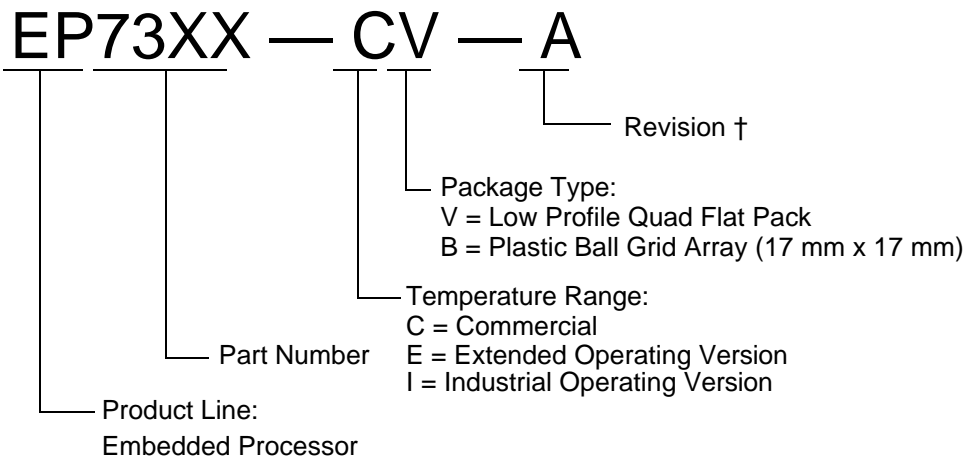 EP73XX — CV — A
Revision †
Package Type:
V = Low Profile Quad Flat Pack
B = Plastic Ball Grid Array (17 mm x 17 mm)
Temperature Range:
C = Commercial
Part Number
E = Extended Operating Version
I = Industrial Operating Version
Product Line:
Embedded Processor